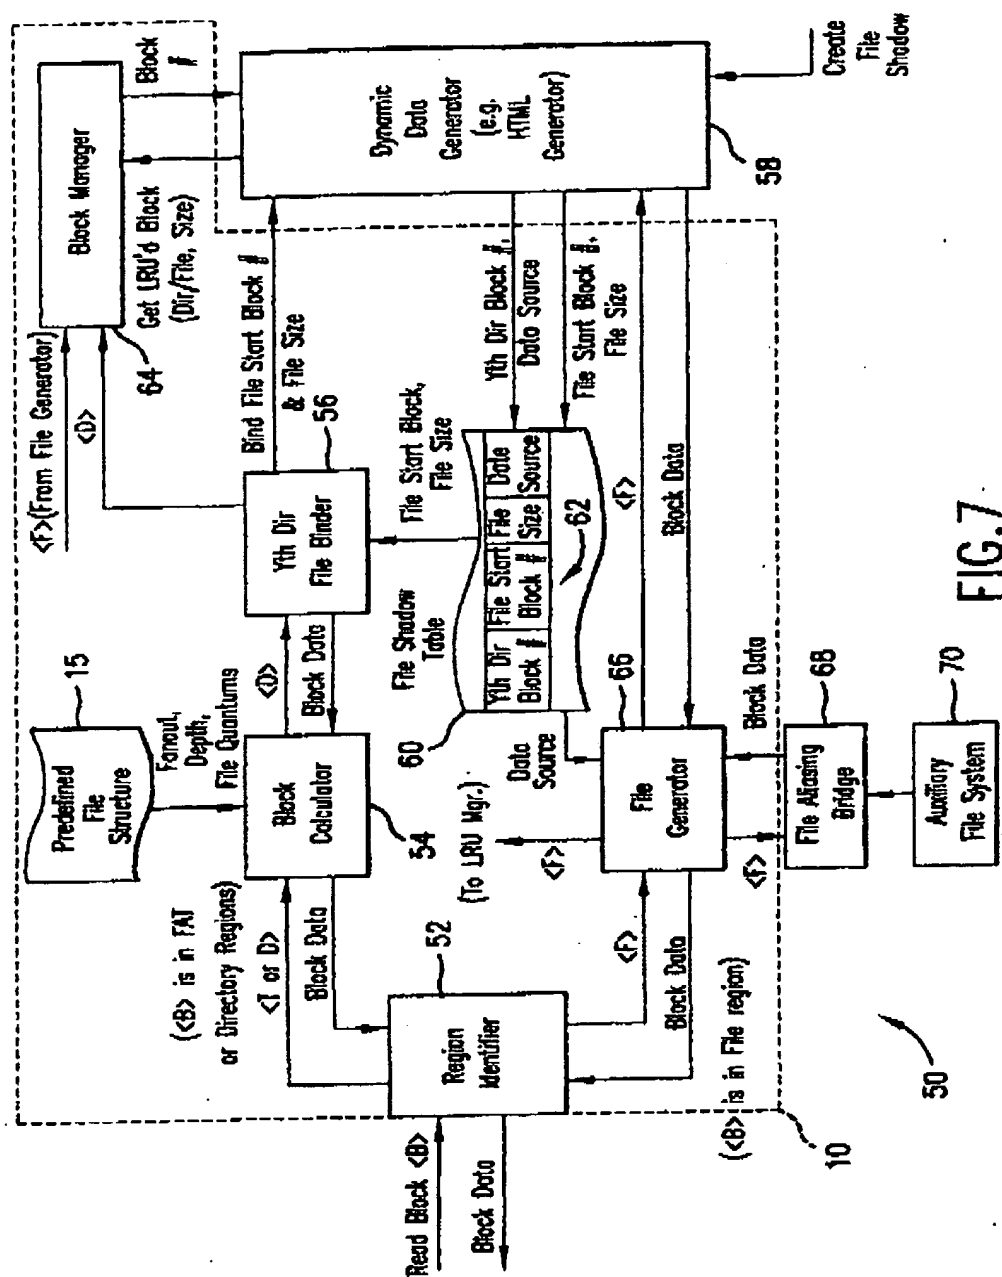 <F>(From File Generator)
<D>
64
Block Manager
Get LRU'd Block
(Dir/File, Size)
Block
#
15
Predefined
File
Structure
Fanout,
Depth,
File Quantums
(<B> is in FAT
or Directory Regions)
<T or D>
Block Data
Block
Calculator
54
<D>
Block Data
Yth Dir
File Binder
56
Bind File Start Block #
& File Size
File Start Block,
File Size
Dynamic
Data
Generator
(e.g.
HTML
Generator)
58
Create
File
Shadow
Yth Dir Block #,
Data Source
File Start Block #,
File Size
File Shadow
Table
60
Yth Dir
Block #
File Start
Block #
File
Size
Date
Source
62
Read Block <B>
Block Data
Region
Identifier
52
(To LRU Mgr.)
<F>
Data
Source
<F>
Block Data
File
Generator
66
<F>
Block Data
(<B> is in File region)
<F>
Block Data
File Aliasing
Bridge
68
Auxiliary
File System
70
10
50
FIG.7